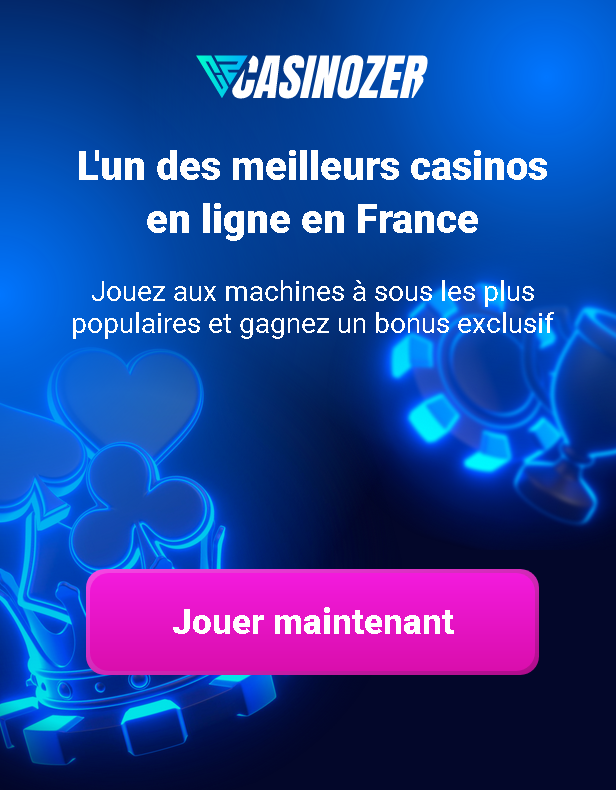 CASINOZER
L'un des meilleurs casinos
en ligne en France
Jouez aux machines à sous les plus
populaires et gagnez un bonus exclusif
Jouer maintenant